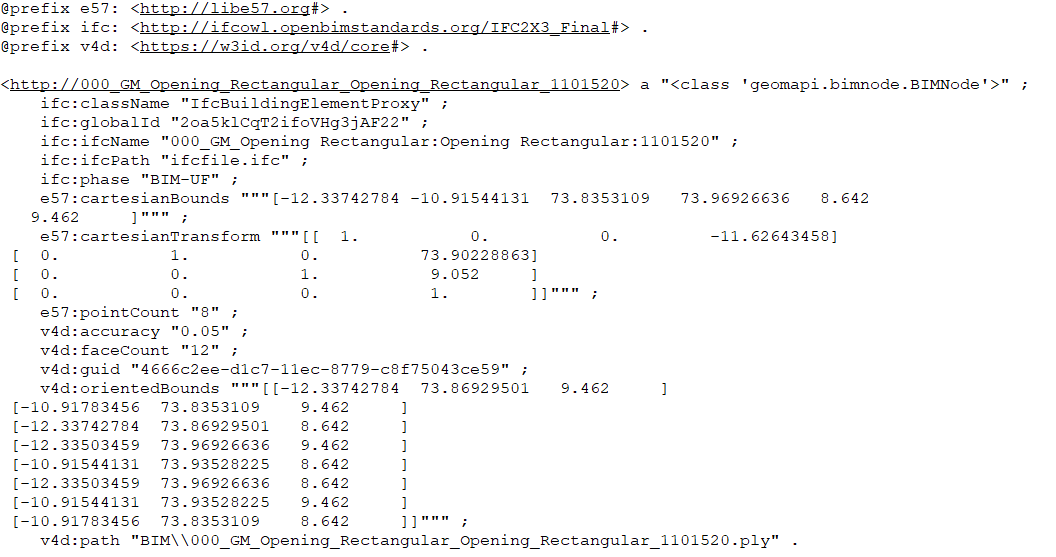 @prefix e57: <http://libe57.org#> .
@prefix ifc: <http://ifcowl.openbimstandards.org/IFC2X3_Final#> .
@prefix v4d: <https://w3id.org/v4d/core#> .

<http://000_GM_Opening_Rectangular_Opening_Rectangular_1101520> a "<class 'geomapi.bimnode.BIMNode'>" ;
    ifc:className "IfcBuildingElementProxy" ;
    ifc:globalId "2oa5klCqT2ifoVHg3jAF22" ;
    ifc:ifcName "000_GM_Opening Rectangular:Opening Rectangular:1101520" ;
    ifc:ifcPath "ifcfile.ifc" ;
    ifc:phase "BIM-UF" ;
    e57:cartesianBounds """[-12.33742784 -10.91544131  73.8353109   73.96926636   8.642
   9.462     ]""" ;
    e57:cartesianTransform """[[  1.           0.           0.         -11.62643458]
 [  0.           1.           0.          73.90228863]
 [  0.           0.           1.           9.052     ]
 [  0.           0.           0.           1.        ]]""" ;
    e57:pointCount "8" ;
    v4d:accuracy "0.05" ;
    v4d:faceCount "12" ;
    v4d:guid "4666c2ee-d1c7-11ec-8779-c8f75043ce59" ;
    v4d:orientedBounds """[[-12.33742784  73.86929501   9.462     ]
 [-10.91783456  73.8353109    9.462     ]
 [-12.33742784  73.86929501   8.642     ]
 [-12.33503459  73.96926636   9.462     ]
 [-10.91544131  73.93528225   8.642     ]
 [-12.33503459  73.96926636   8.642     ]
 [-10.91544131  73.93528225   9.462     ]
 [-10.91783456  73.8353109    8.642     ]]""" ;
    v4d:path "BIM\\000_GM_Opening_Rectangular_Opening_Rectangular_1101520.ply" .